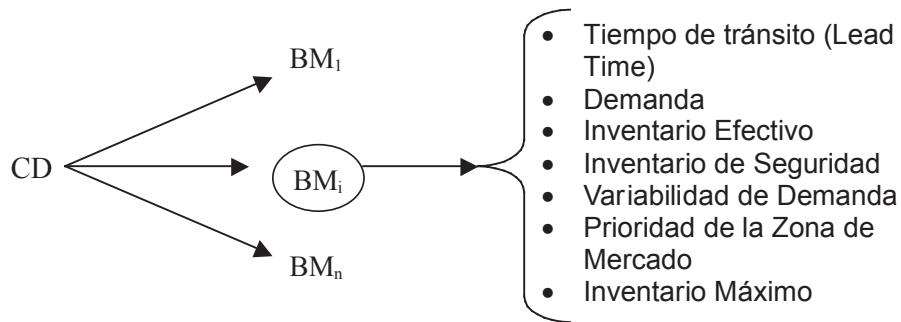 BM₁
CD
BMᵢ
BMₙ
• Tiempo de tránsito (Lead
Time)
• Demanda
• Inventario Efectivo
• Inventario de Seguridad
• Variabilidad de Demanda
• Prioridad de la Zona de
Mercado
• Inventario Máximo